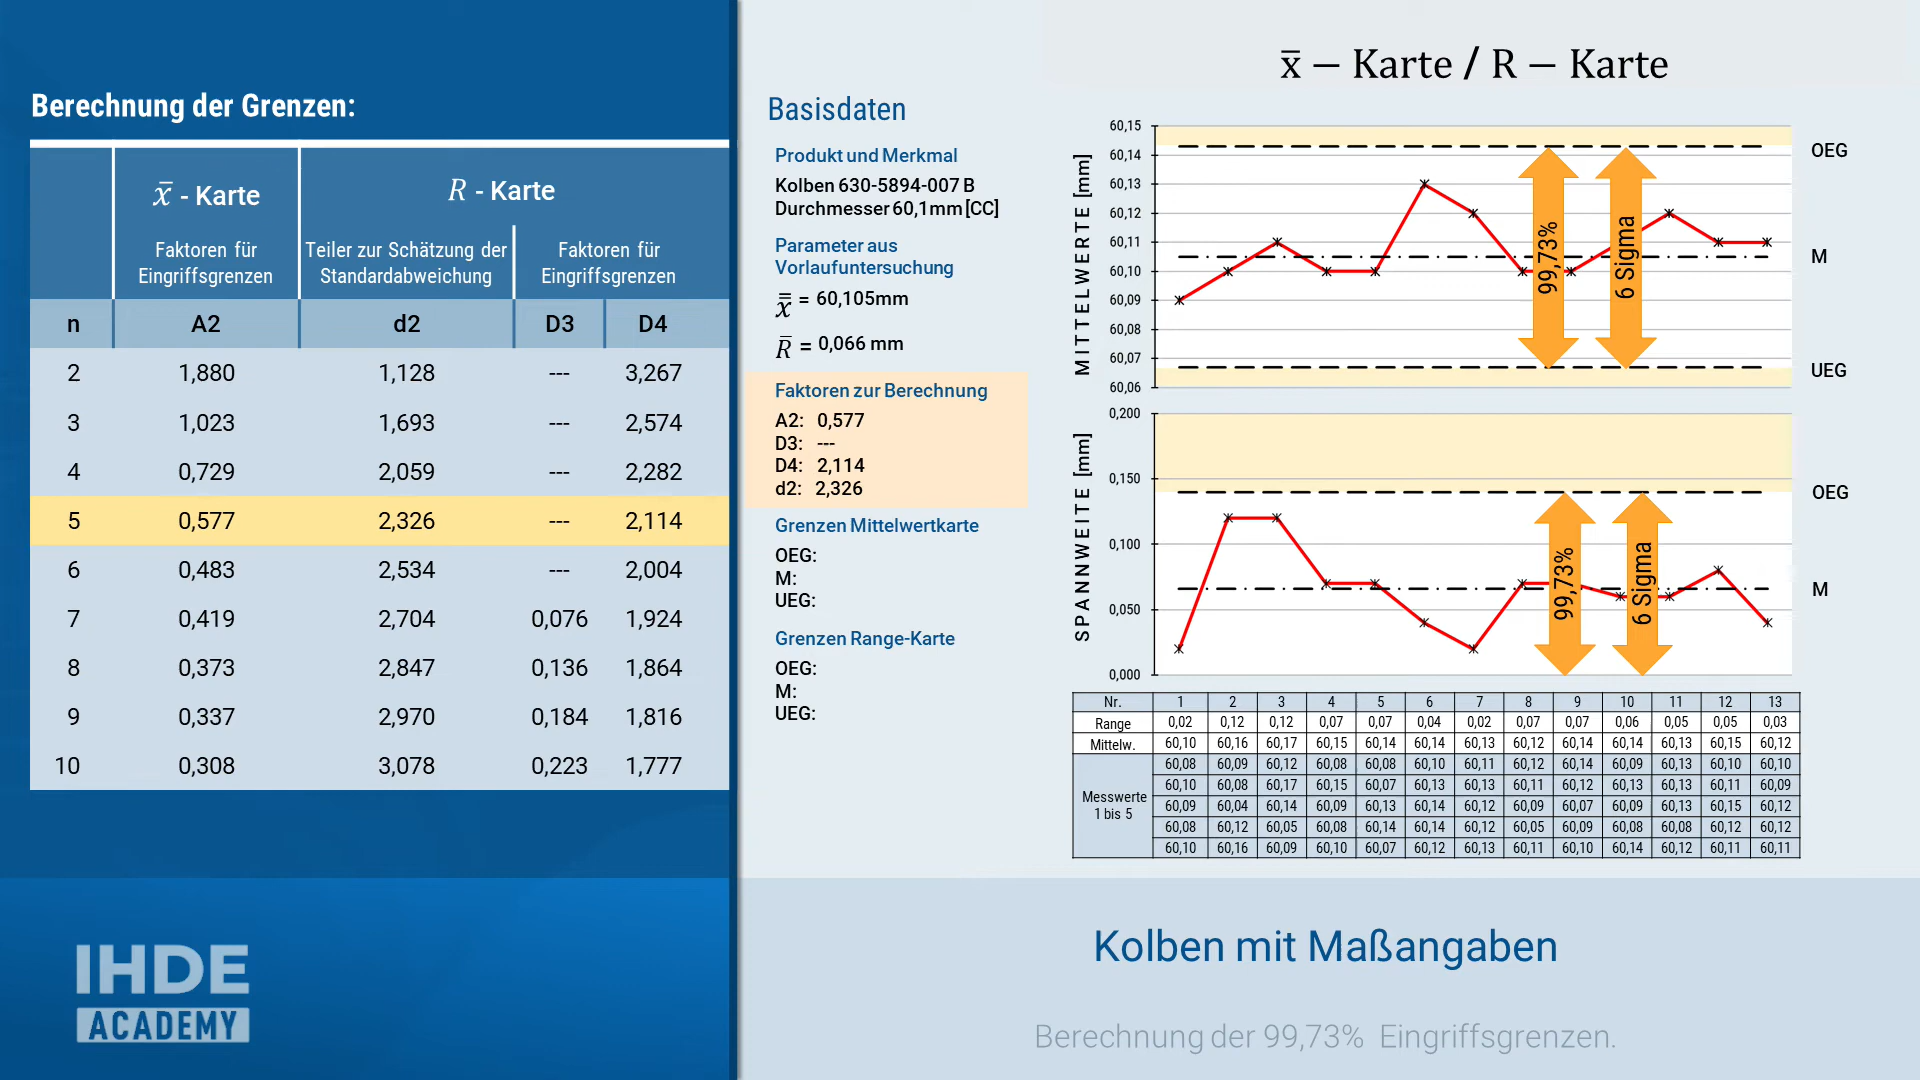 Berechnung der Grenzen:
x̅ - Karte
R - Karte
Faktoren für
Eingriffsgrenzen
Teiler zur Schätzung der
Standardabweichung
Faktoren für
Eingriffsgrenzen
n A2 d2 D3 D4
2 1,880 1,128 --- 3,267
3 1,023 1,693 --- 2,574
4 0,729 2,059 --- 2,282
5 0,577 2,326 --- 2,114
6 0,483 2,534 --- 2,004
7 0,419 2,704 0,076 1,924
8 0,373 2,847 0,136 1,864
9 0,337 2,970 0,184 1,816
10 0,308 3,078 0,223 1,777
IHDE
ACADEMY
Basisdaten
Produkt und Merkmal
Kolben 630-5894-007 B
Durchmesser 60,1mm [CC]
Parameter aus
Vorlaufuntersuchung
x̿ = 60,105mm
R̅ = 0,066 mm
Faktoren zur Berechnung
A2: 0,577
D3: ---
D4: 2,114
d2: 2,326
Grenzen Mittelwertkarte
OEG:
M:
UEG:
Grenzen Range-Karte
OEG:
M:
UEG:
x̅ – Karte / R – Karte
MITTELWERTE [mm]
60,15
60,14
60,13
60,12
60,11
60,10
60,09
60,08
60,07
60,06
99,73%
6 Sigma
OEG
M
UEG
SPANNWEITE [mm]
0,200
0,150
0,100
0,050
0,000
99,73%
6 Sigma
OEG
M
Nr. 1 2 3 4 5 6 7 8 9 10 11 12 13
Range 0,02 0,12 0,12 0,07 0,07 0,04 0,02 0,07 0,07 0,06 0,05 0,05 0,03
Mittelw. 60,10 60,16 60,17 60,15 60,14 60,14 60,13 60,12 60,14 60,14 60,13 60,15 60,12
Messwerte
1 bis 5
60,08 60,09 60,12 60,08 60,08 60,10 60,11 60,12 60,14 60,09 60,13 60,10 60,10
60,10 60,08 60,17 60,15 60,07 60,13 60,13 60,11 60,12 60,13 60,13 60,11 60,09
60,09 60,04 60,14 60,09 60,13 60,14 60,12 60,09 60,07 60,09 60,13 60,15 60,12
60,08 60,12 60,05 60,08 60,14 60,14 60,12 60,05 60,09 60,08 60,08 60,12 60,12
60,10 60,16 60,09 60,10 60,07 60,12 60,13 60,11 60,10 60,14 60,12 60,11 60,11
Kolben mit Maßangaben
Berechnung der 99,73% Eingriffsgrenzen.